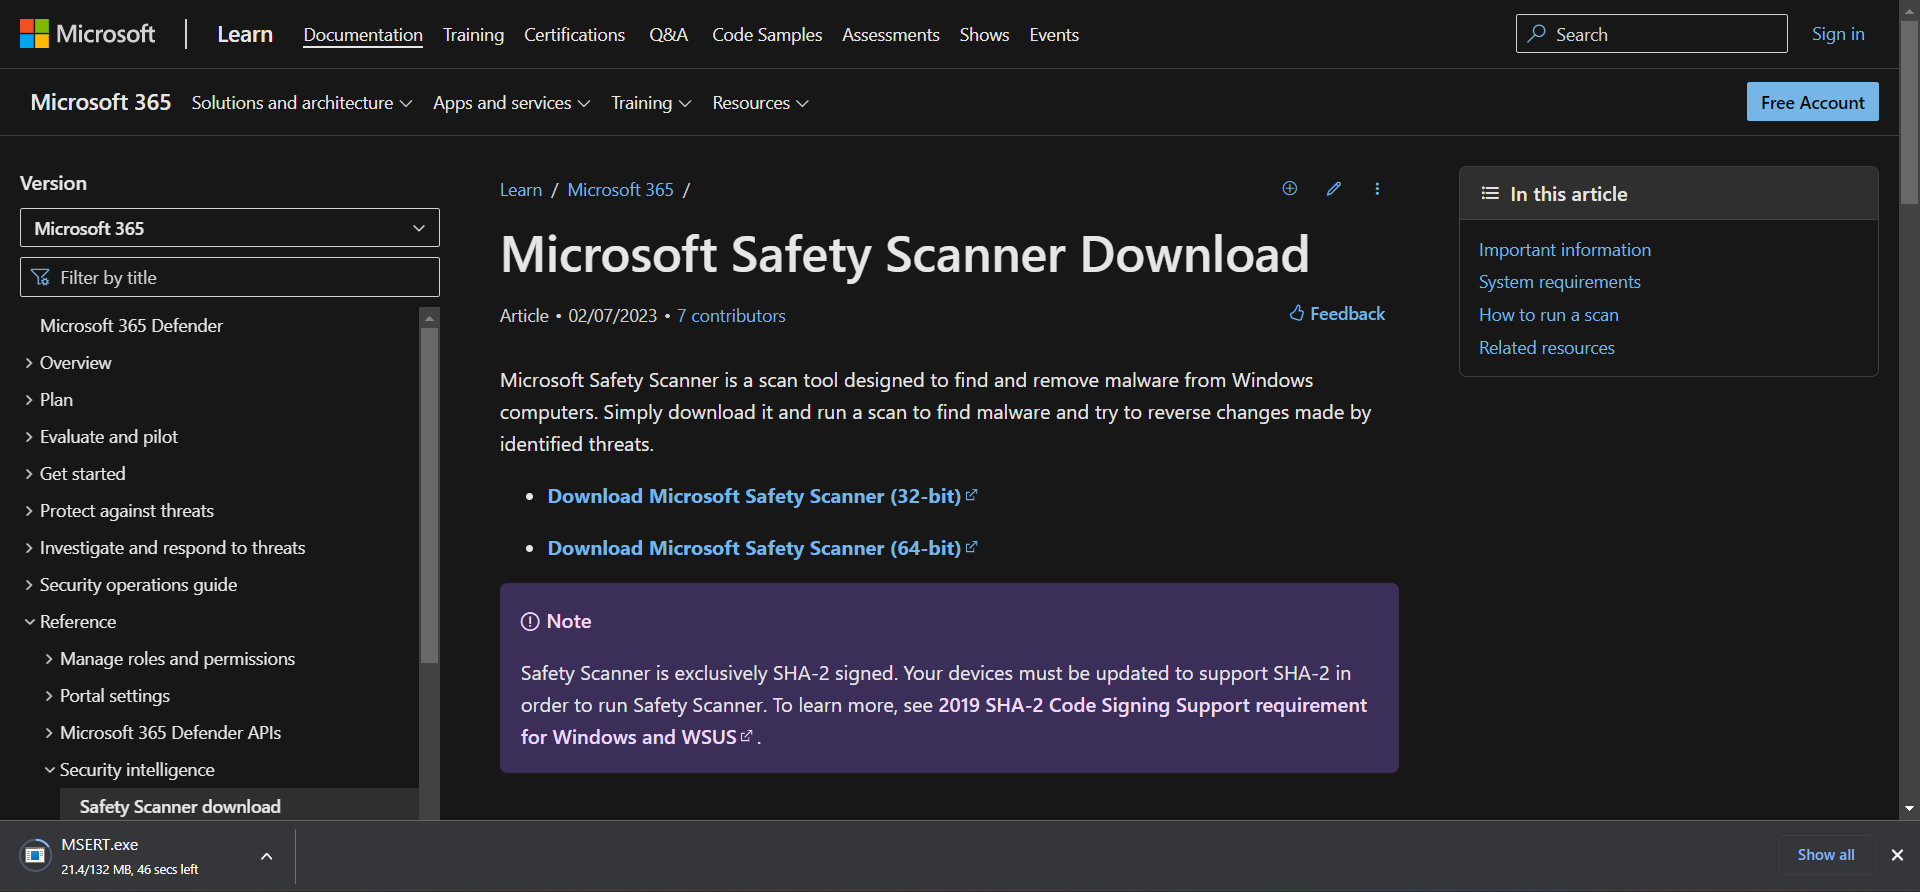 Microsoft
Learn
Documentation
Training
Certifications
Q&A
Code Samples
Assessments
Shows
Events
Search
Sign in
Microsoft 365
Solutions and architecture
Apps and services
Training
Resources
Free Account
Version
Microsoft 365
Filter by title
Microsoft 365 Defender
Overview
Plan
Evaluate and pilot
Get started
Protect against threats
Investigate and respond to threats
Security operations guide
Reference
Manage roles and permissions
Portal settings
Microsoft 365 Defender APIs
Security intelligence
Safety Scanner download
Learn / Microsoft 365 /
Microsoft Safety Scanner Download
Article • 02/07/2023 • 7 contributors
Feedback
Microsoft Safety Scanner is a scan tool designed to find and remove malware from Windows
computers. Simply download it and run a scan to find malware and try to reverse changes made by
identified threats.
• Download Microsoft Safety Scanner (32-bit)
• Download Microsoft Safety Scanner (64-bit)
Note
Safety Scanner is exclusively SHA-2 signed. Your devices must be updated to support SHA-2 in
order to run Safety Scanner. To learn more, see 2019 SHA-2 Code Signing Support requirement
for Windows and WSUS .
In this article
Important information
System requirements
How to run a scan
Related resources
MSERT.exe
21.4/132 MB, 46 secs left
Show all